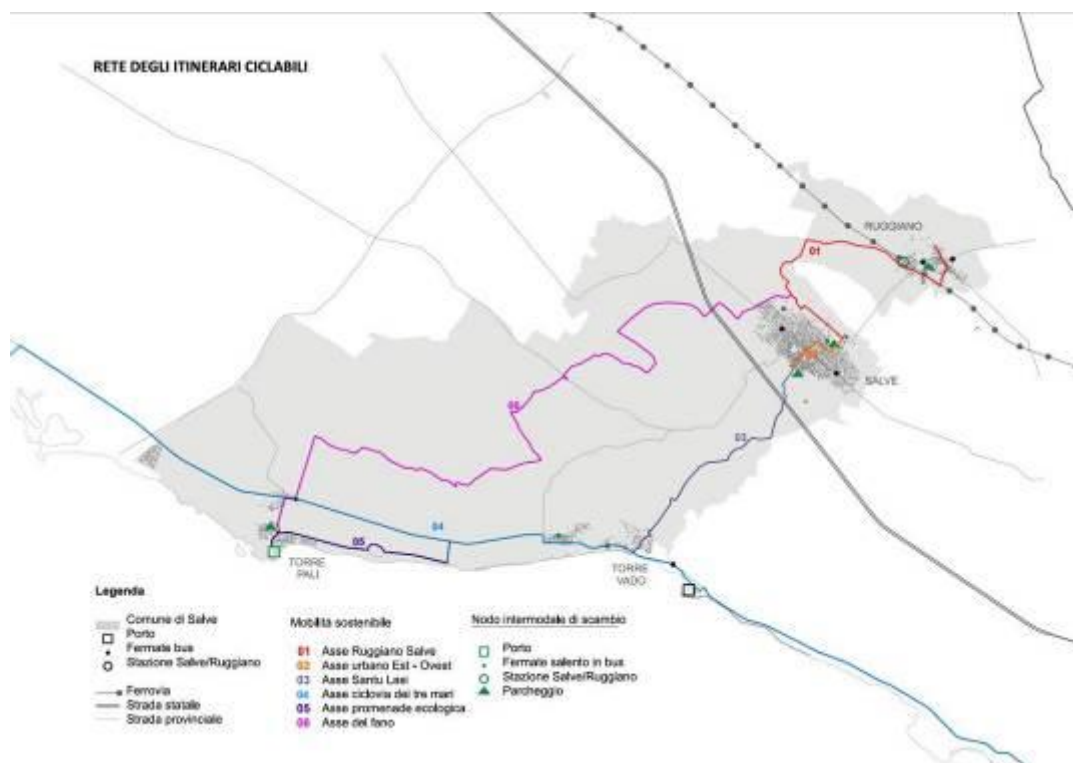 RETE DEGLI ITINERARI CICLABILI
RUGGIANO
01
SALVE
06
03
04
05
TORRE
PALI
TORRE
VADO
Legenda
Comune di Salve
Porto
Fermate bus
Stazione Salve/Ruggiano
Ferrovia
Strada statale
Strada provinciale
Mobilità sostenibile
01 Asse Ruggiano Salve
02 Asse urbano Est - Ovest
03 Asse Santu Lasi
04 Asse ciclovia dei tre mari
05 Asse promenade ecologica
06 Asse del fano
Nodo intermodale di scambio
Porto
Fermate salento in bus
Stazione Salve/Ruggiano
Parcheggio